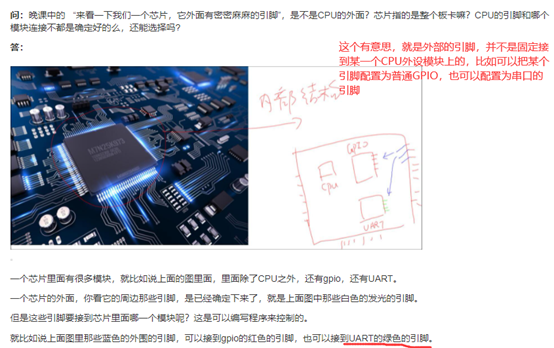 问：晚课中的 “来看一下我们一个芯片，它外面有密密麻麻的引脚”，是不是CPU的外面？芯片指的是整个板卡嘛？CPU的引脚和哪个
模块连接不都是确定好的么，还能选择吗？
答：
这个有意思，就是外部的引脚，并不是固定接
到某一个CPU外设模块上的，比如可以把某个
引脚配置为普通GPIO，也可以配置为串口的
引脚
内部结构
GPIO
CPU
UART
一个芯片里面有很多模块，就比如说上面的图里面，里面除了CPU之外，还有gpio，还有UART。
一个芯片的外面，你看它的周边那些引脚，是已经确定下来了，就是上面图中那些白色的发光的引脚。
但是这些引脚要接到芯片里面哪一个模块呢？这是可以编写程序来控制的。
就比如说上面图里那些蓝色的外围的引脚，可以接到gpio的红色的引脚，也可以接到UART的绿色的引脚。